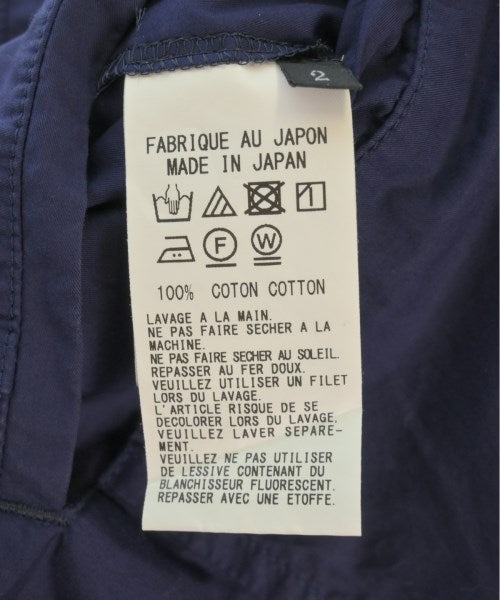 2
FABRIQUE AU JAPON
MADE IN JAPAN
F
W
100% COTON COTTON
LAVAGE A LA MAIN.
NE PAS FAIRE SECHER A LA
MACHINE.
NE PAS FAIRE SECHER AU SOLEIL.
REPASSER AU FER DOUX.
VEUILLEZ UTILISER UN FILET
LORS DU LAVAGE.
L'ARTICLE RISQUE DE SE
DECOLORER LORS DU LAVAGE.
VEUILLEZ LAVER SEPARE-
MENT.
VEUILLEZ NE PAS UTILISER
DE LESSIVE CONTENANT DU
BLANCHISSEUR FLUORESCENT.
REPASSER AVEC UNE ETOFFE.